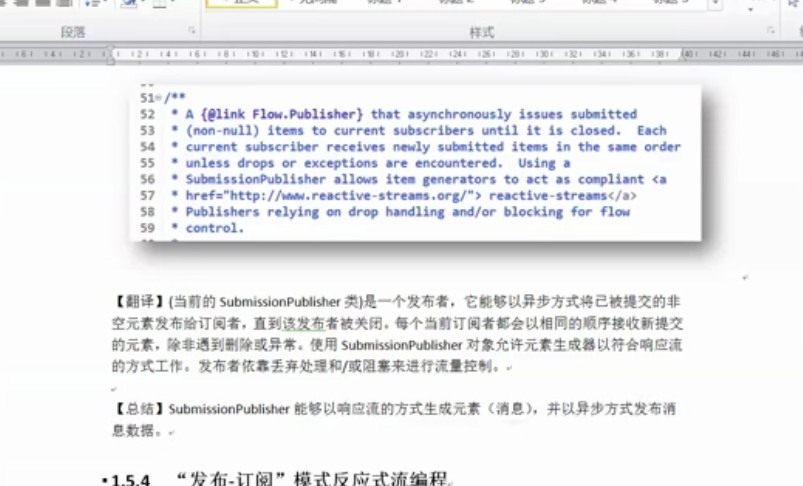 段落
样式
51 /**
52 * A {@link Flow.Publisher} that asynchronously issues submitted
53 * (non-null) items to current subscribers until it is closed.  Each
54 * current subscriber receives newly submitted items in the same order
55 * unless drops or exceptions are encountered.  Using a
56 * SubmissionPublisher allows item generators to act as compliant <a
57 * href="http://www.reactive-streams.org/"> reactive-streams</a>
58 * Publishers relying on drop handling and/or blocking for flow
59 * control.
【翻译】(当前的 SubmissionPublisher 类)是一个发布者，它能够以异步方式将已被提交的非
空元素发布给订阅者，直到该发布者被关闭。每个当前订阅者都会以相同的顺序接收新提交
的元素，除非遇到删除或异常。使用 SubmissionPublisher 对象允许元素生成器以符合响应流
的方式工作。发布者依靠丢弃处理和/或阻塞来进行流量控制。
【总结】SubmissionPublisher 能够以响应流的方式生成元素（消息），并以异步方式发布消
息数据。
1.5.4 “发布-订阅”模式反应式流编程